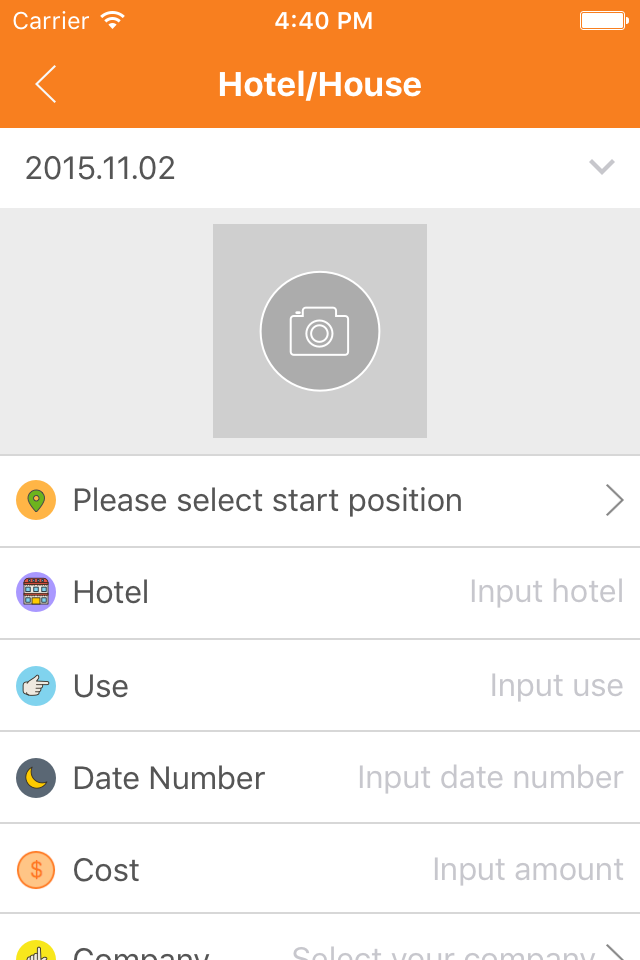 Carrier 4:40 PM
Hotel/House
2015.11.02
Please select start position
Hotel Input hotel
Use Input use
Date Number Input date number
Cost $ Input amount
Company Select your company